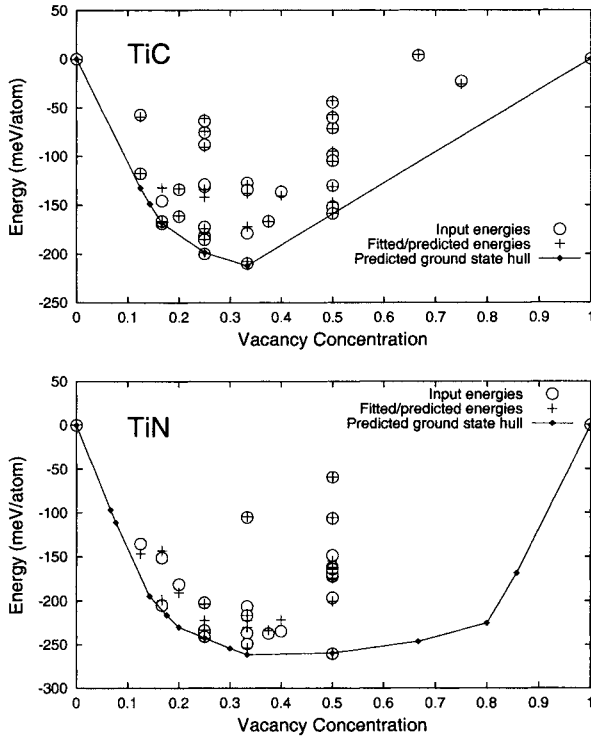 50
0
-50
-100
-150
-200
-250
Energy (meV/atom)
TiC
Input energies
Fitted/predicted energies
Predicted ground state hull
0 0.1 0.2 0.3 0.4 0.5 0.6 0.7 0.8 0.9 1
Vacancy Concentration
50
0
-50
-100
-150
-200
-250
-300
Energy (meV/atom)
TiN
Input energies
Fitted/predicted energies
Predicted ground state hull
0 0.1 0.2 0.3 0.4 0.5 0.6 0.7 0.8 0.9 1
Vacancy Concentration